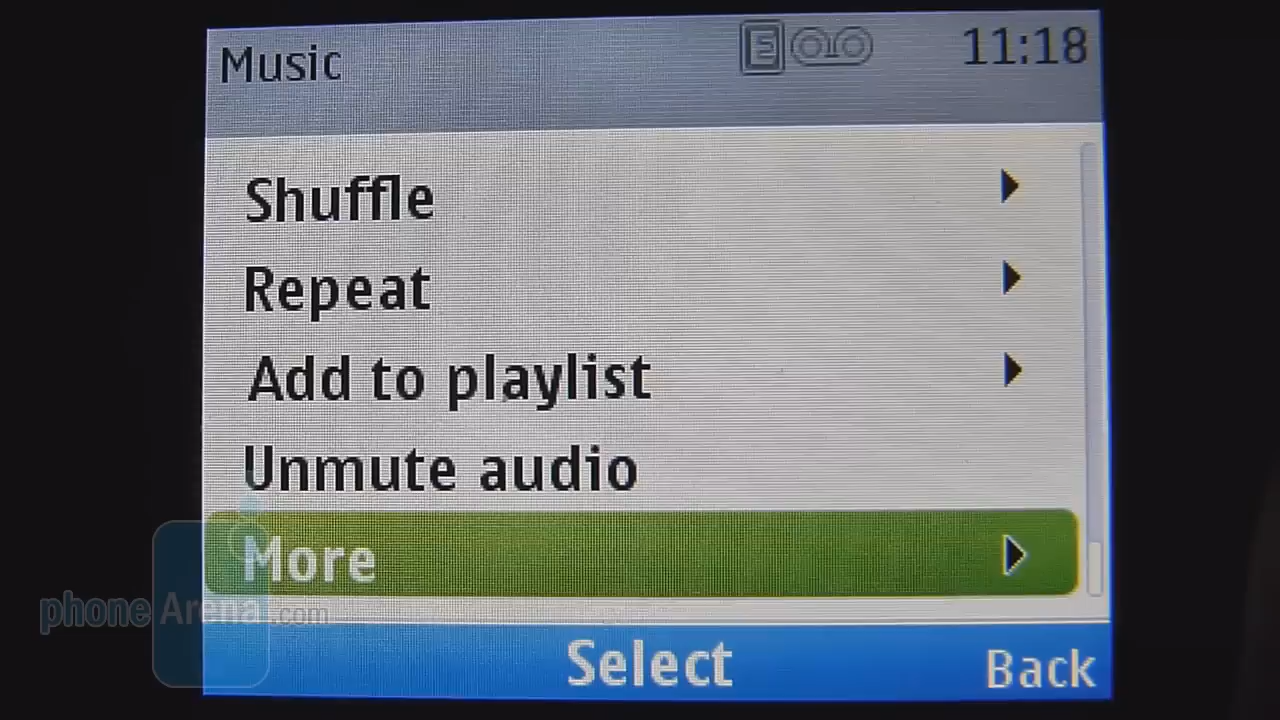 Music
E
11:18
Shuffle
Repeat
Add to playlist
Unmute audio
More
phoneArena.com
Select
Back